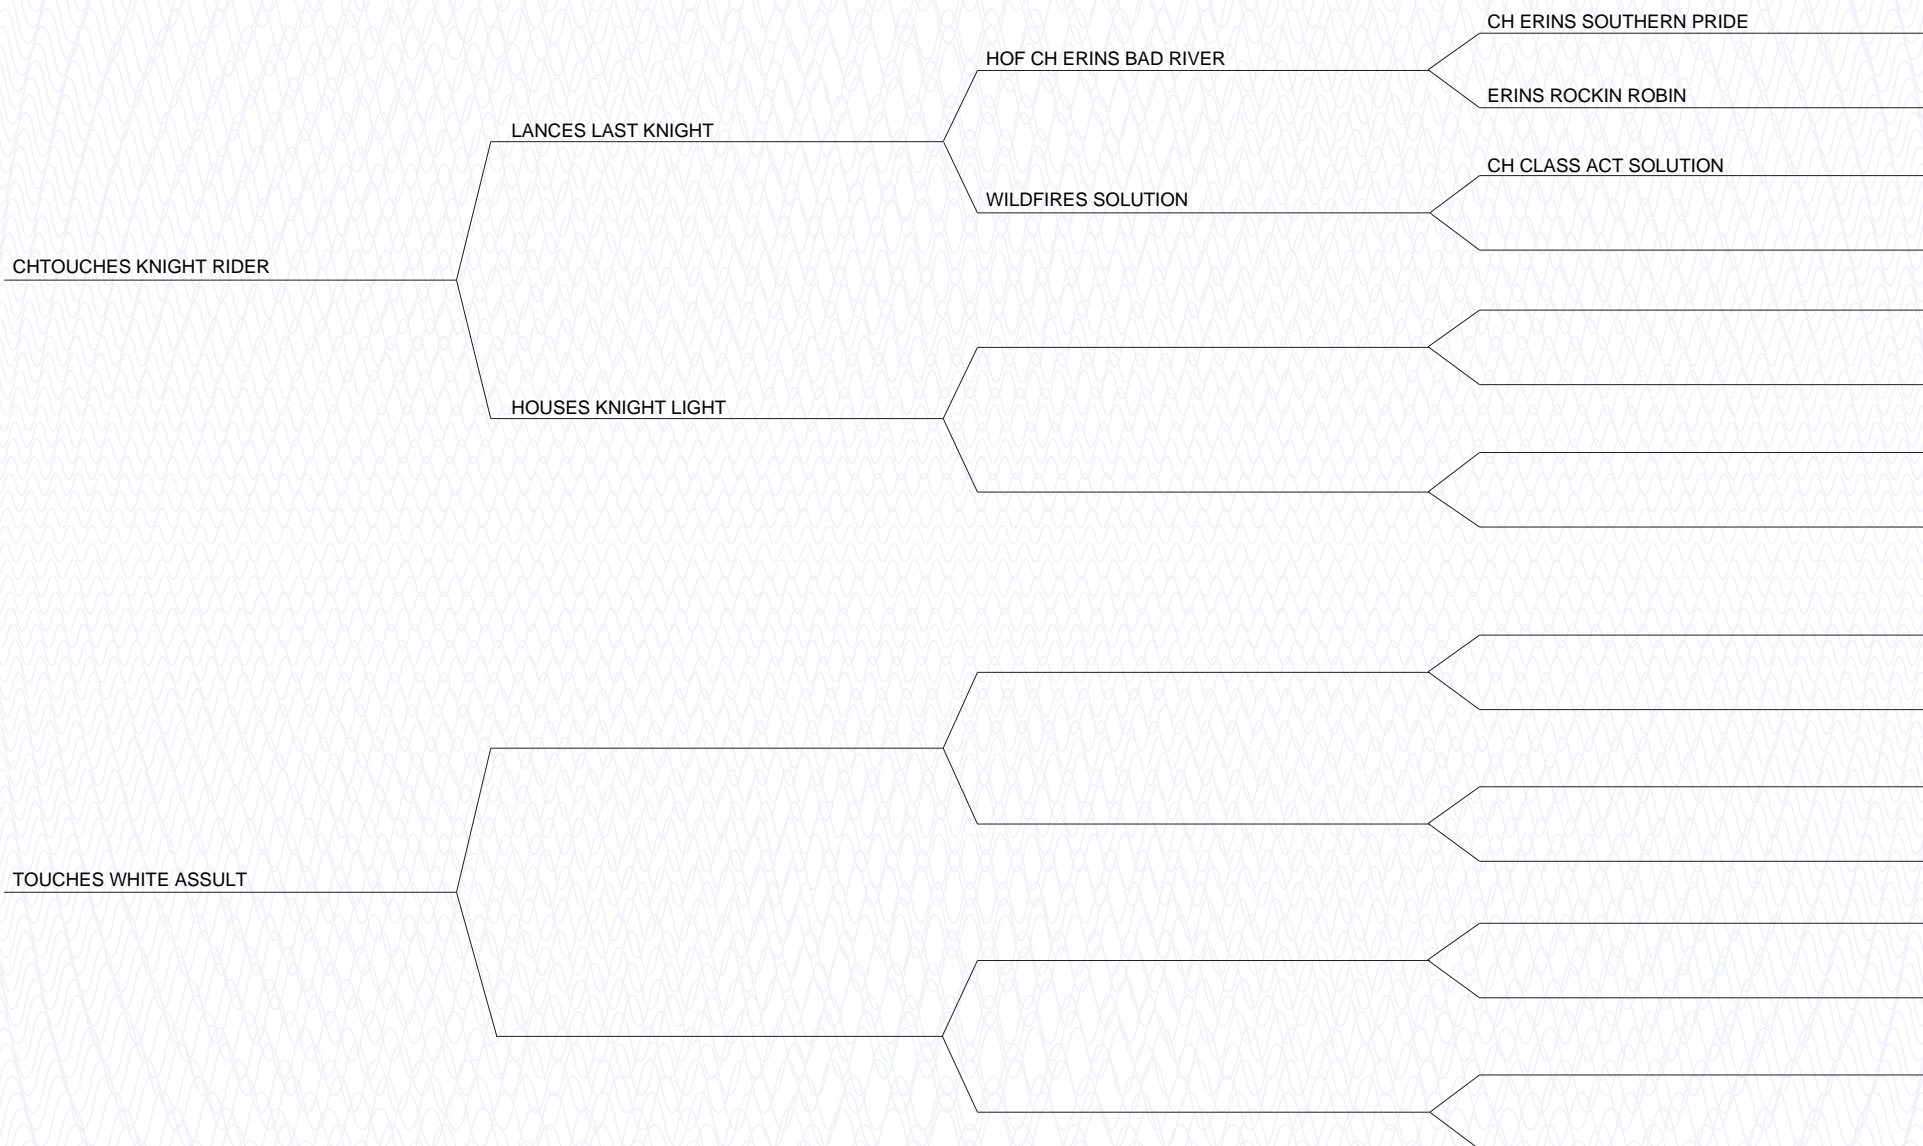 CH ERINS SOUTHERN PRIDE
HOF CH ERINS BAD RIVER
ERINS ROCKIN ROBIN
LANCES LAST KNIGHT
CH CLASS ACT SOLUTION
WILDFIRES SOLUTION
CHTOUCHES KNIGHT RIDER
HOUSES KNIGHT LIGHT
TOUCHES WHITE ASSULT